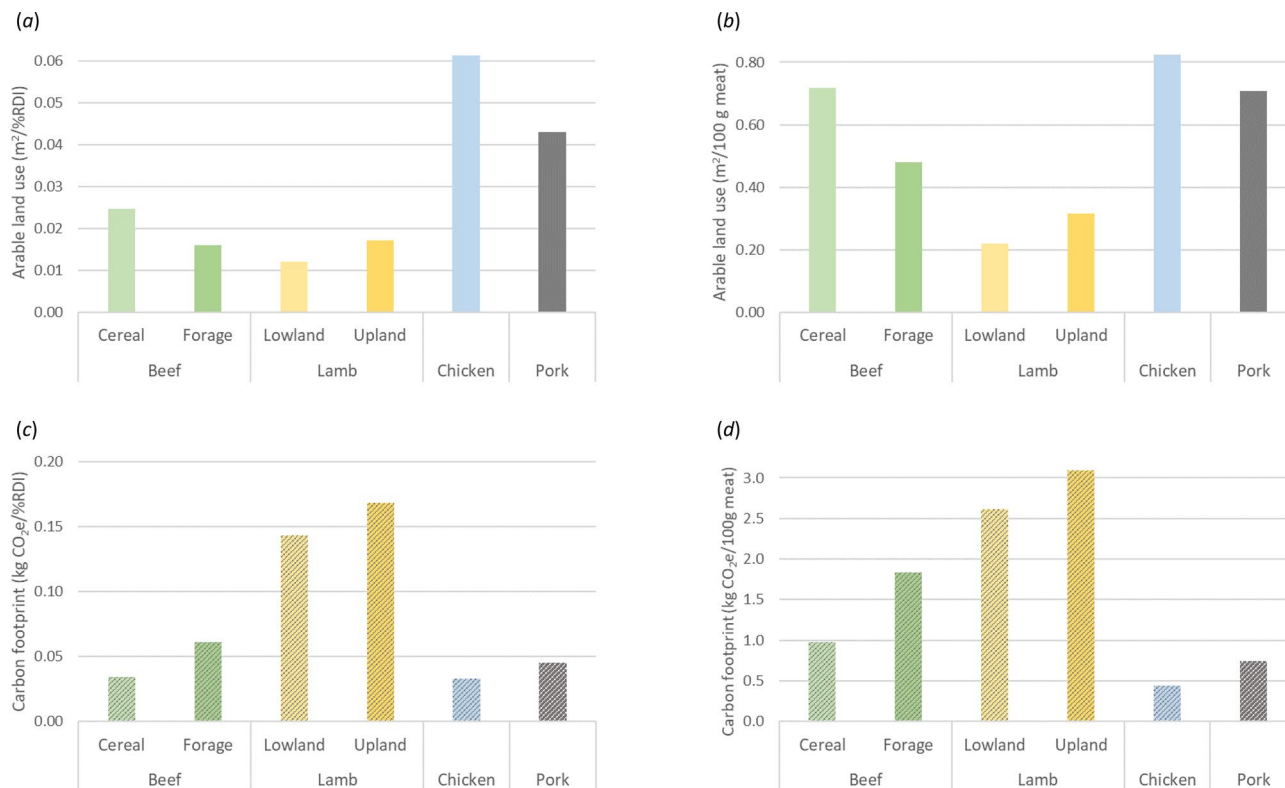 (a)
Arable land use (m²/%RDI)
0.06
0.05
0.04
0.03
0.02
0.01
0.00
Cereal Forage Lowland Upland
Beef Lamb Chicken Pork
(b)
Arable land use (m²/100 g meat)
0.80
0.60
0.40
0.20
0.00
Cereal Forage Lowland Upland
Beef Lamb Chicken Pork
(c)
Carbon footprint (kg CO₂e/%RDI)
0.20
0.15
0.10
0.05
0.00
Cereal Forage Lowland Upland
Beef Lamb Chicken Pork
(d)
Carbon footprint (kg CO₂e/100g meat)
3.0
2.5
2.0
1.5
1.0
0.5
0.0
Cereal Forage Lowland Upland
Beef Lamb Chicken Pork